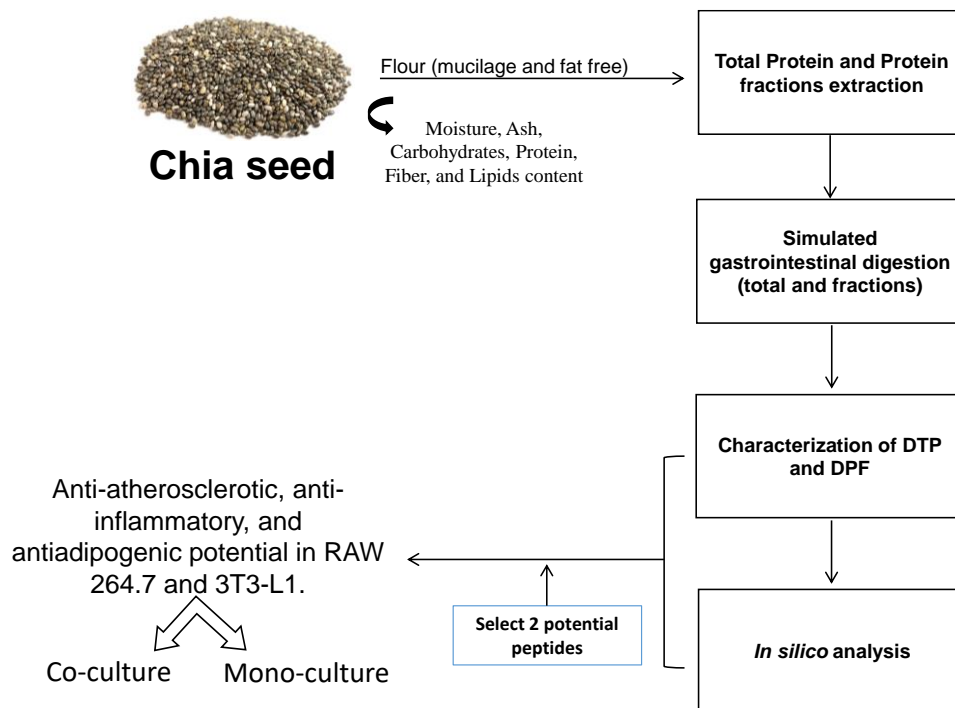 Flour (mucilage and fat free)
Moisture, Ash,
Carbohydrates, Protein,
Fiber, and Lipids content
Chia seed
Total Protein and Protein
fractions extraction
Simulated
gastrointestinal digestion
(total and fractions)
Characterization of DTP
and DPF
In silico analysis
Select 2 potential
peptides
Anti-atherosclerotic, anti-
inflammatory, and
antiadipogenic potential in RAW
264.7 and 3T3-L1.
Co-culture
Mono-culture